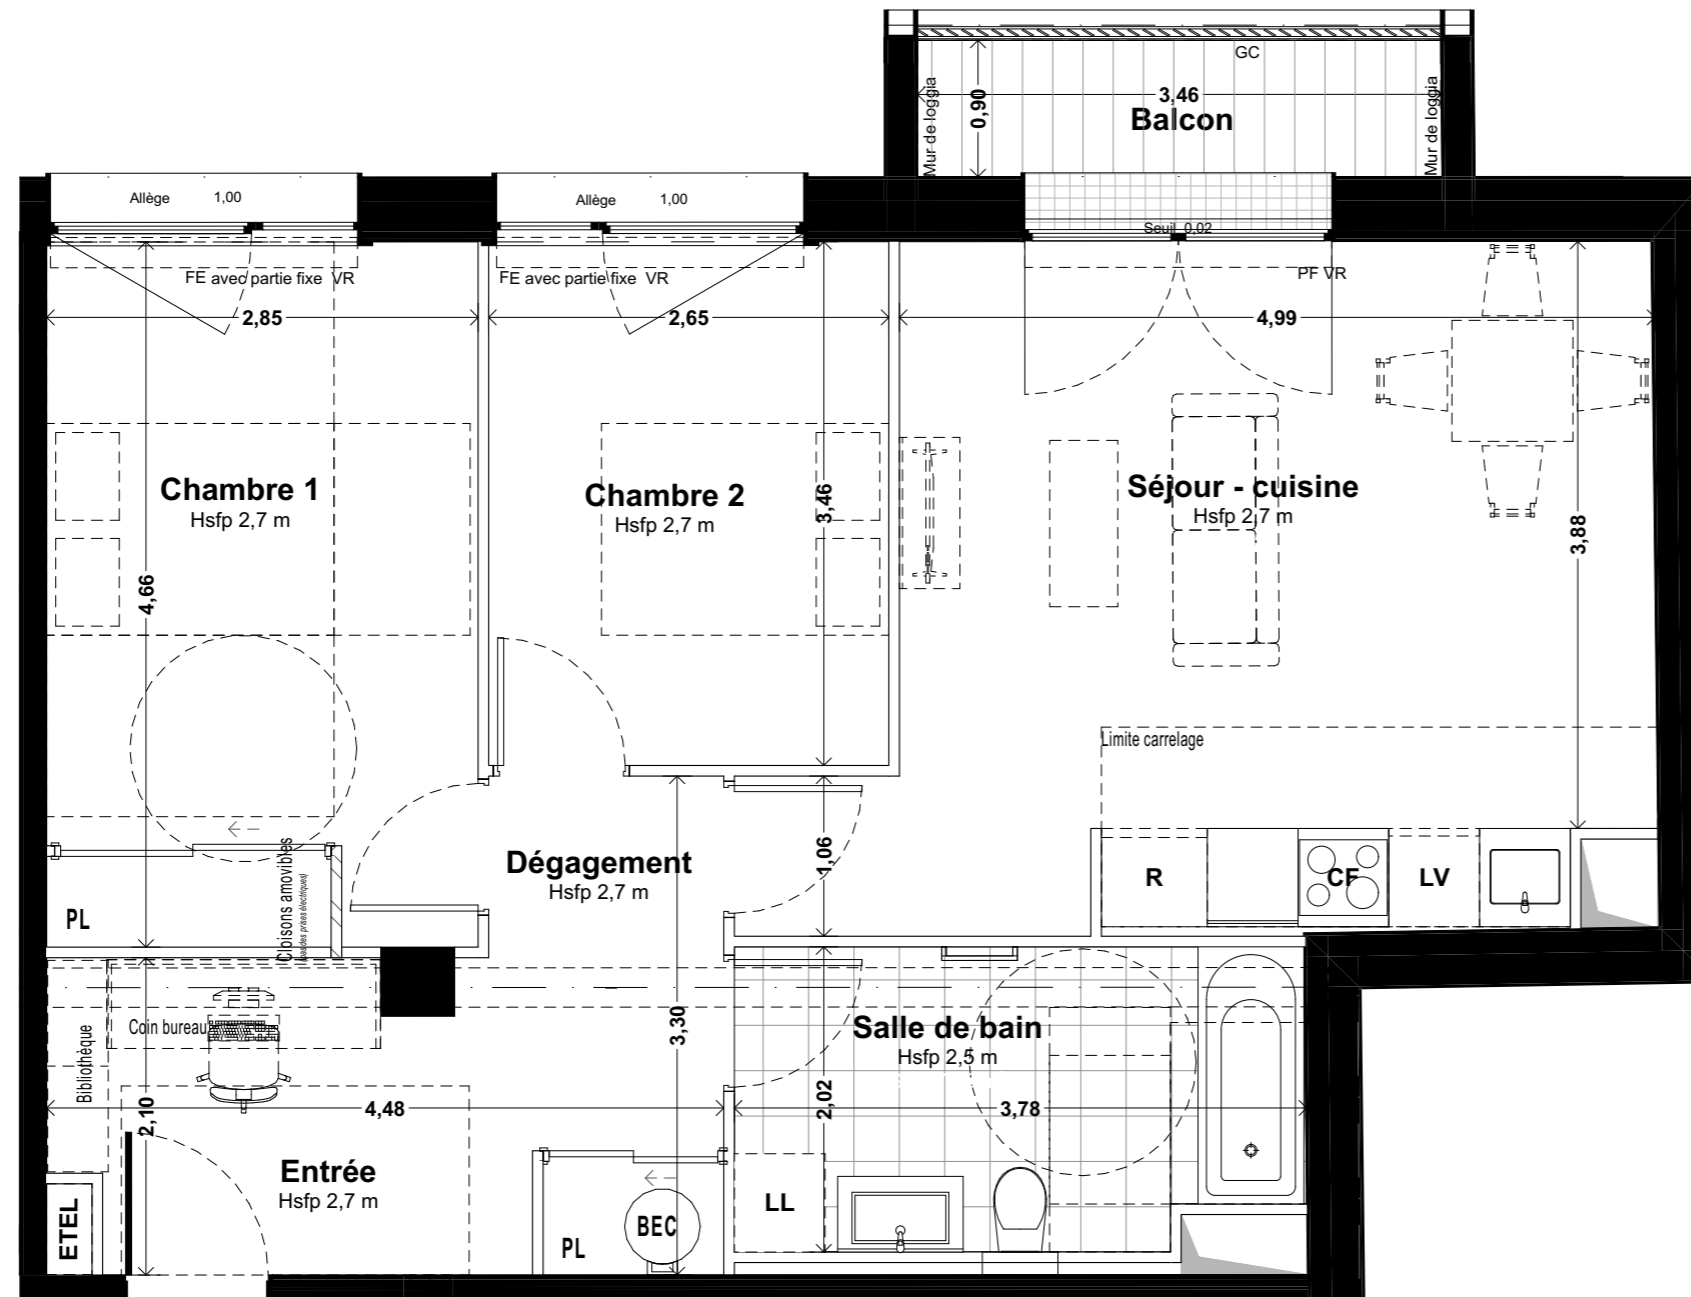 GC
3,46
0,90
Balcon
Mur de loggia
Mur de loggia
Allège 1,00
Allège 1,00
Seuil 0,02
FE avec partie fixe VR
FE avec partie fixe VR
PF VR
2,85
2,65
4,99
Chambre 1
Hsfp 2,7 m
Chambre 2
Hsfp 2,7 m
Séjour - cuisine
Hsfp 2,7 m
3,46
3,88
4,66
Limite carrelage
Cloisons amovibles
Dégagement
Hsfp 2,7 m
1,06
R
CF
LV
PL
Coin bureau
Bibliothèque
3,30
Salle de bain
Hsfp 2,5 m
2,02
3,78
4,48
2,10
Entrée
Hsfp 2,7 m
ETEL
PL
BEC
LL